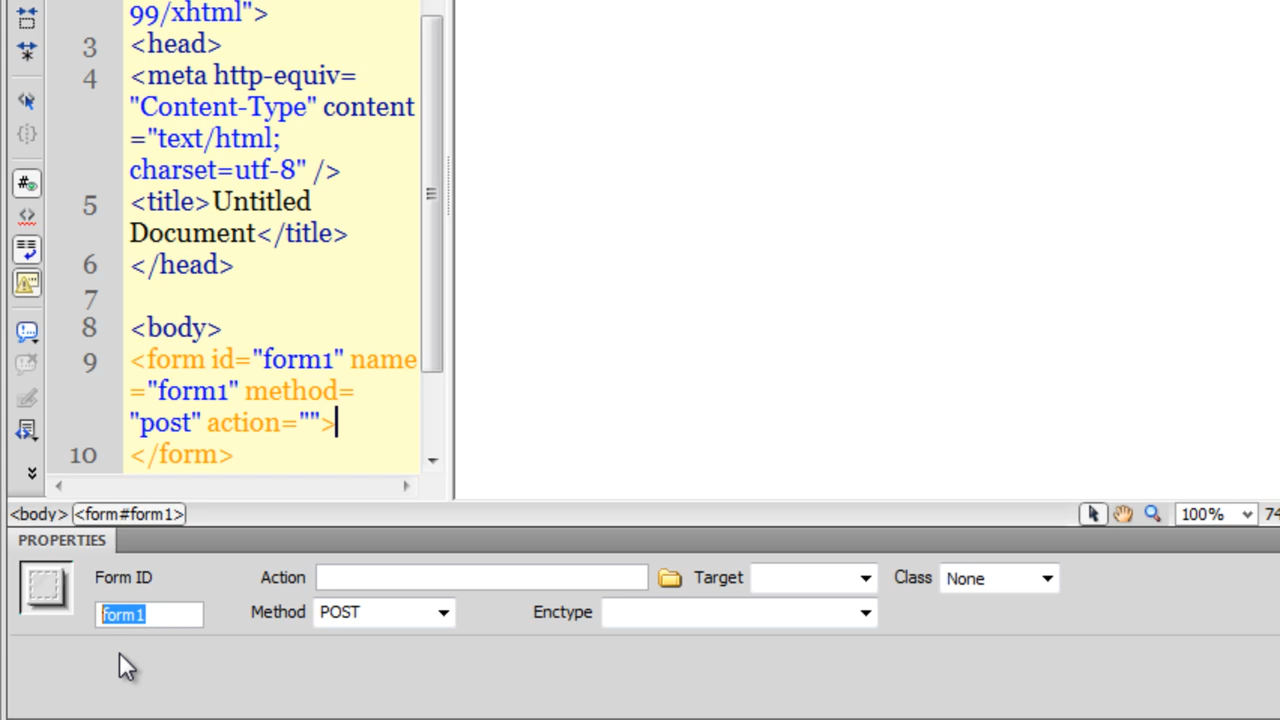 99/xhtml">
3 <head>
4 <meta http-equiv=
"Content-Type" content
="text/html;
charset=utf-8" />
5 <title>Untitled
Document</title>
6 </head>
7
8 <body>
9 <form id="form1" name
="form1" method=
"post" action="">
10 </form>
<body> <form#form1> 100% 74
PROPERTIES
Form ID Action Target Class None
form1 Method POST Enctype